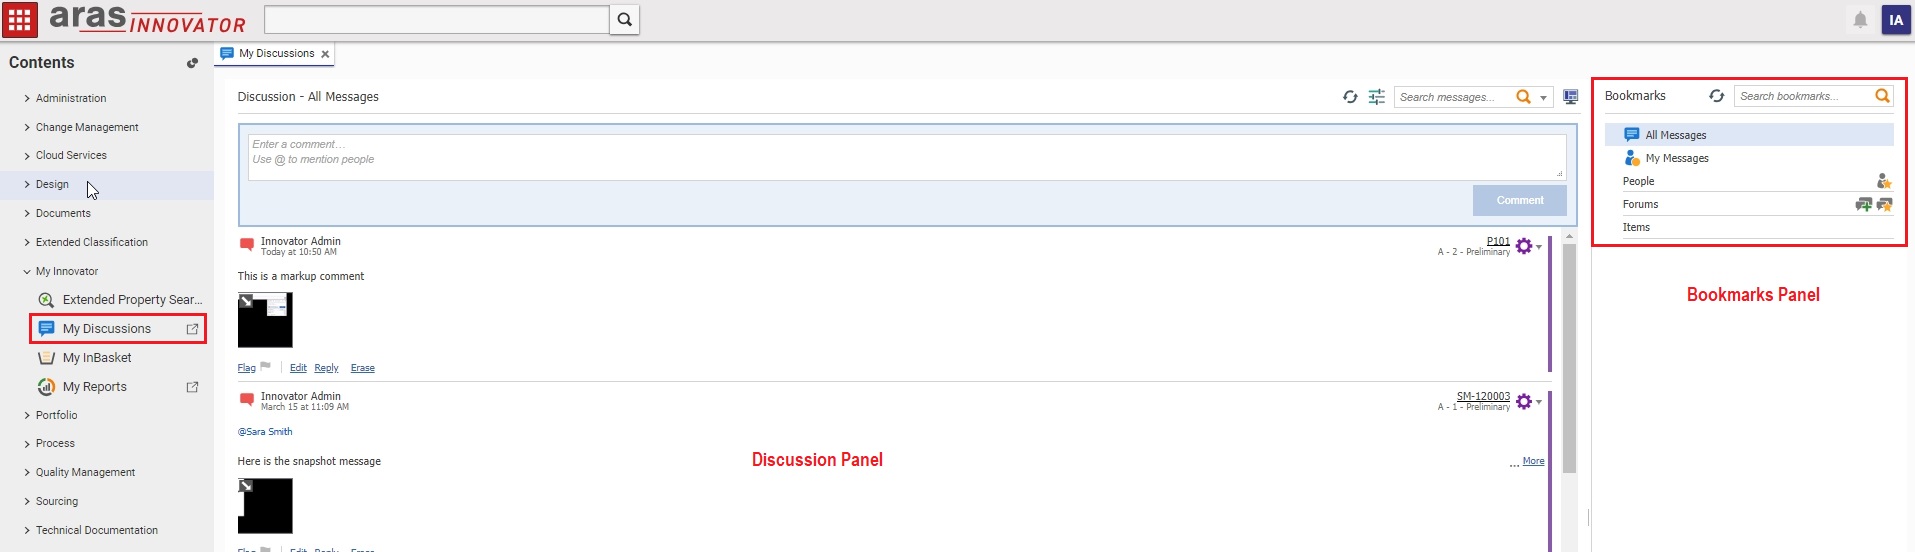 aras INNOVATOR
IA
Contents
Administration
Change Management
Cloud Services
Design
Documents
Extended Classification
My Innovator
Extended Property Sear...
My Discussions
My InBasket
My Reports
Portfolio
Process
Quality Management
Sourcing
Technical Documentation
My Discussions
Discussion - All Messages
Search messages...
Enter a comment...
Use @ to mention people
Comment
Innovator Admin
Today at 10:50 AM
P101
A - 2 - Preliminary
This is a markup comment
Flag Edit Reply Erase
Innovator Admin
March 15 at 11:09 AM
SM-120003
A - 1 - Preliminary
@Sara Smith
Here is the snapshot message
... More
Discussion Panel
Flag Edit Reply Erase
Bookmarks
Search bookmarks...
All Messages
My Messages
People
Forums
Items
Bookmarks Panel